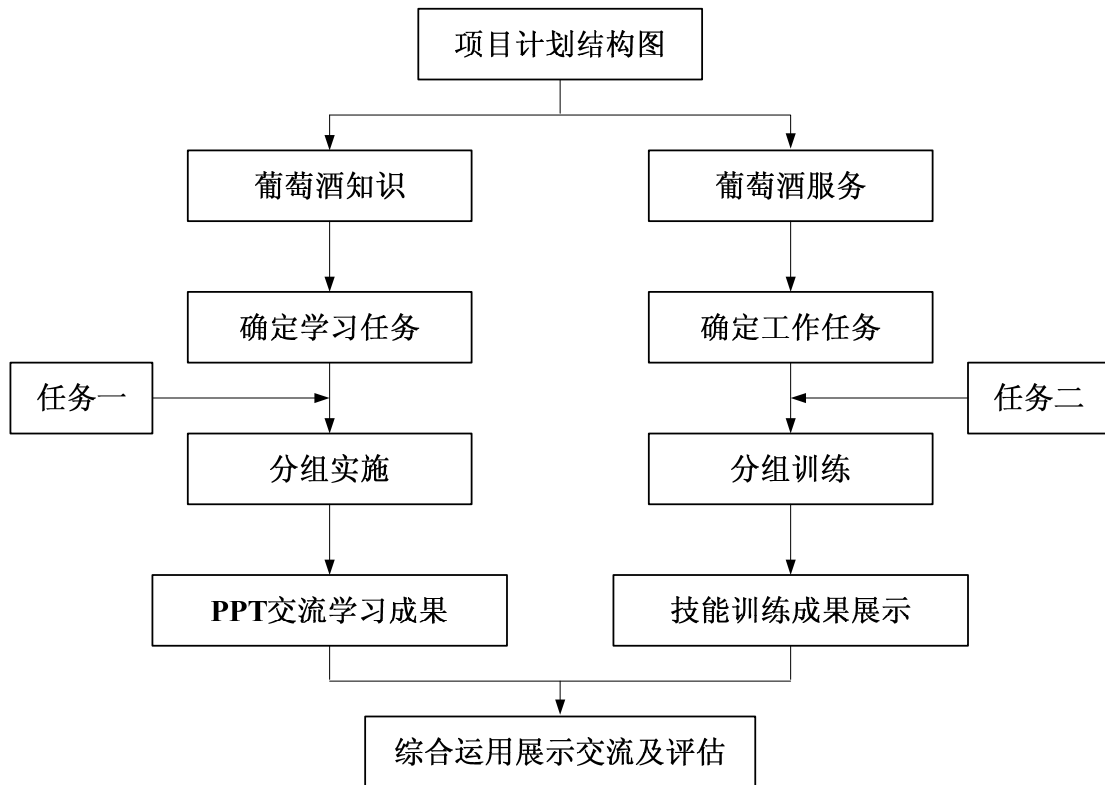 项目计划结构图
葡萄酒知识
葡萄酒服务
确定学习任务
确定工作任务
任务一
任务二
分组实施
分组训练
PPT交流学习成果
技能训练成果展示
综合运用展示交流及评估